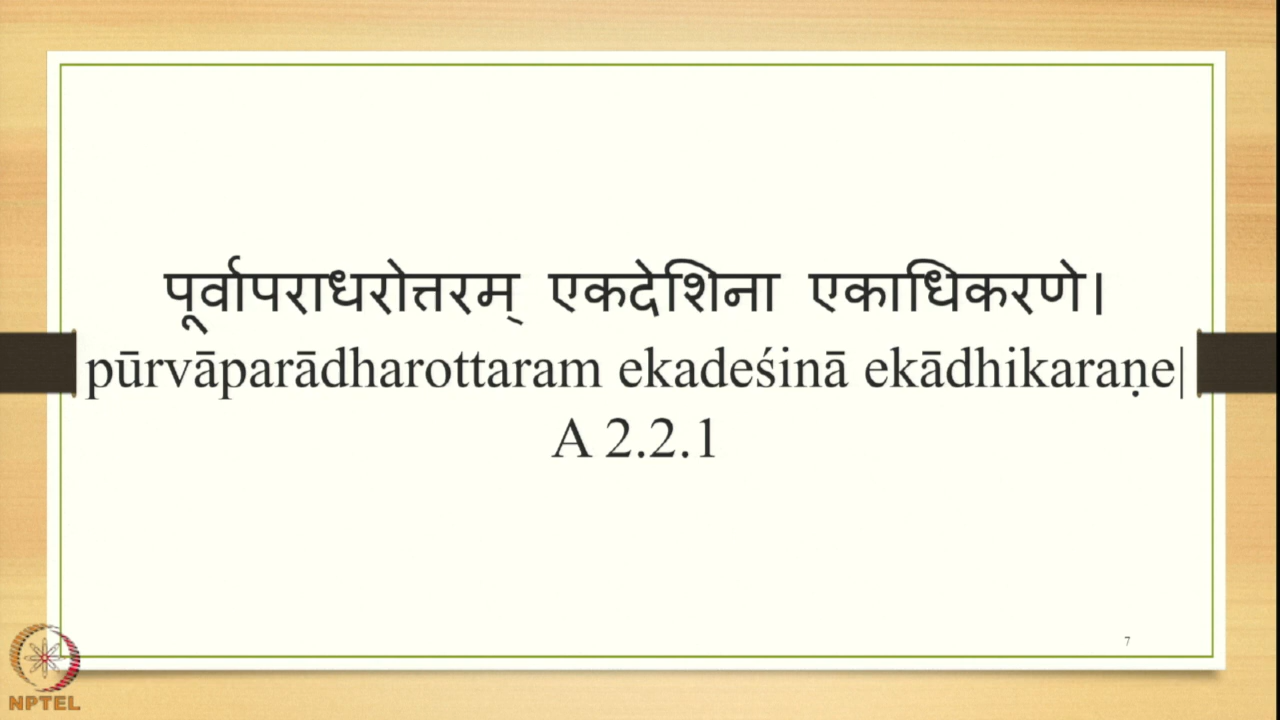 पूर्वापराधरोत्तरम् एकदेशिना एकाधिकरणे।
pūrvāparādharottaram ekadeśinā ekādhikaraṇe|
A 2.2.1
7
NPTEL